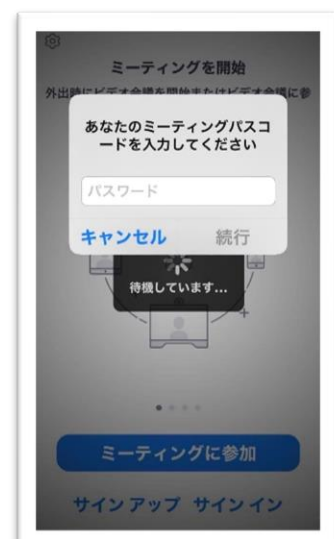 ミーティングを開始
外出時にビデオ会議を開始またはビデオ会議に参
あなたのミーティングパスコ
ードを入力してください
パスワード
キャンセル 続行
待機しています...
ミーティングに参加
サイン アップ サイン イン